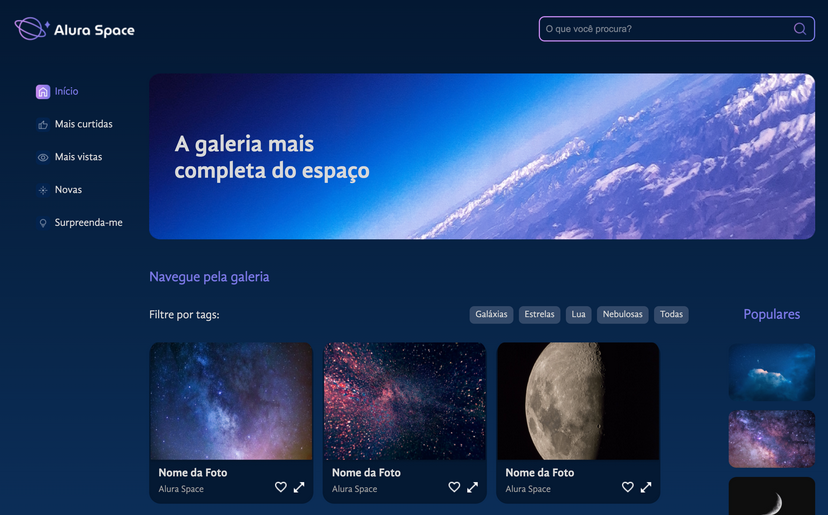 Alura Space
O que você procura?
Início
Mais curtidas
Mais vistas
Novas
Surpreenda-me
A galeria mais
completa do espaço
Navegue pela galeria
Filtre por tags:
Galáxias
Estrelas
Lua
Nebulosas
Todas
Populares
Nome da Foto
Alura Space
Nome da Foto
Alura Space
Nome da Foto
Alura Space